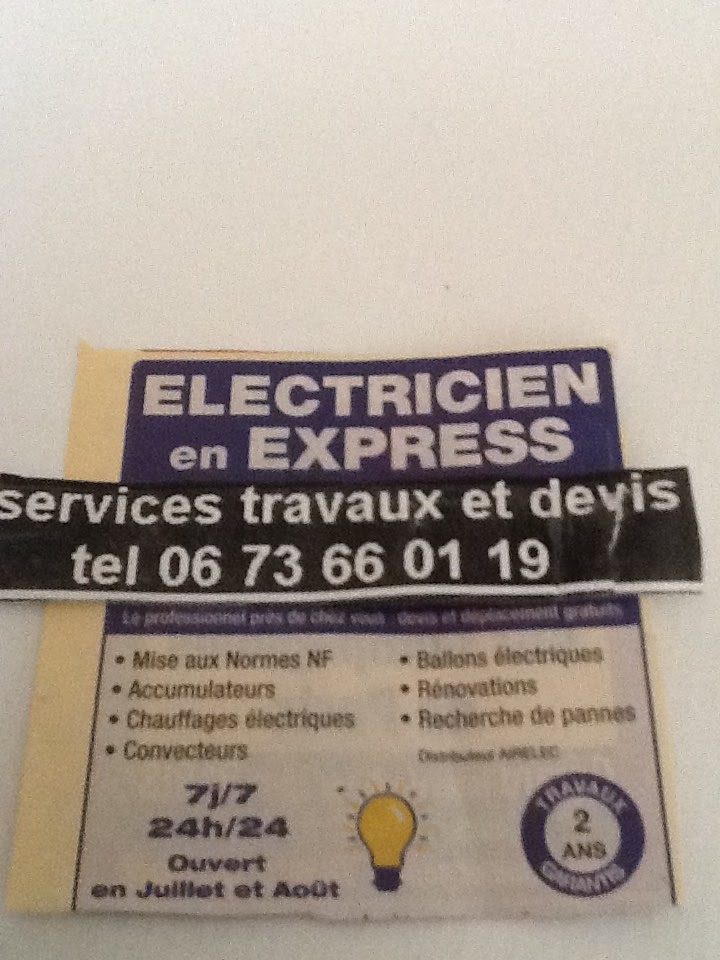 ELECTRICIEN
en EXPRESS
services travaux et devis
tel 06 73 66 01 19
Le professionnel près de chez vous devis et déplacement gratuits
• Mise aux Normes NF
• Accumulateurs
• Chauffages électriques
• Convecteurs
• Ballons électriques
• Rénovations
• Recherche de pannes
Distributeur AIRELEC
7j/7
24h/24
Ouvert
en Juillet et Août
TRAVAUX
2
ANS
GARANTIS